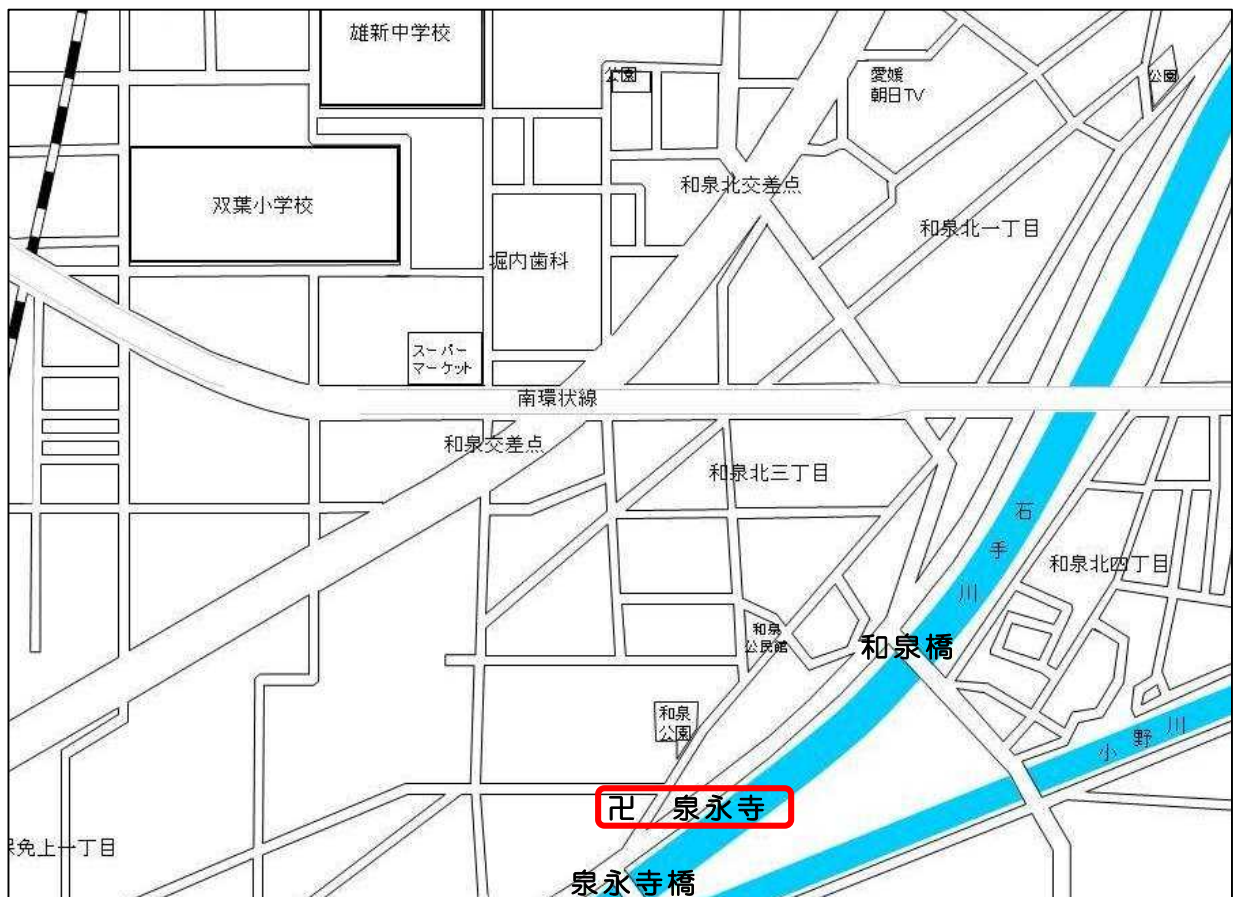 雄新中学校
公園
愛媛
朝日TV
公園
双葉小学校
和泉北交差点
和泉北一丁目
堀内歯科
スーパー
マーケット
南環状線
和泉交差点
和泉北三丁目
石手川
和泉北四丁目
和泉
公民館
和泉橋
和泉
公園
小野川
卍 泉永寺
免上一丁目
泉永寺橋